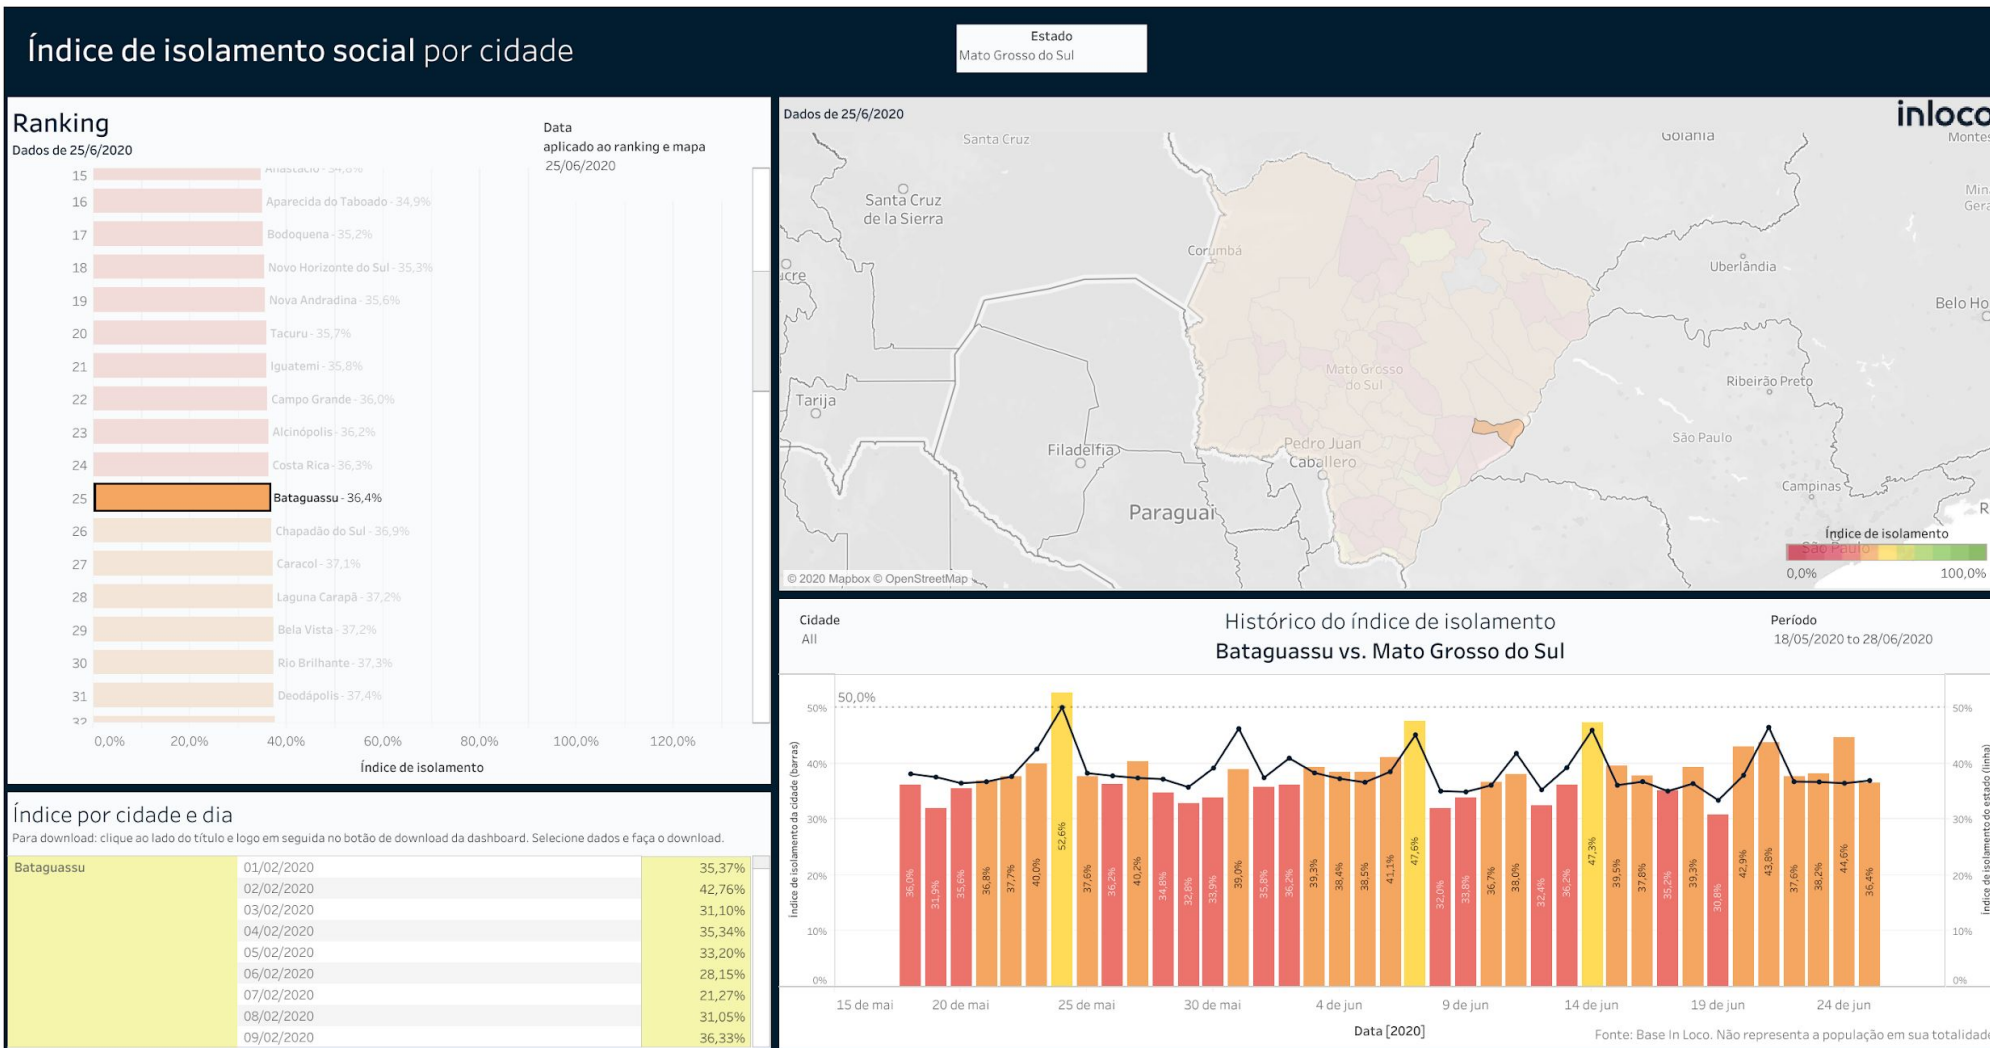 Índice de isolamento social por cidade
Estado
Mato Grosso do Sul
Ranking
Dados de 25/6/2020
Data
aplicado ao ranking e mapa
25/06/2020
15 Anastácio - 34,8%
16 Aparecida do Taboado - 34,9%
17 Bodoquena - 35,2%
18 Novo Horizonte do Sul - 35,3%
19 Nova Andradina - 35,6%
20 Tacuru - 35,7%
21 Iguatemi - 35,8%
22 Campo Grande - 36,0%
23 Alcinópolis - 36,2%
24 Costa Rica - 36,3%
25 Bataguassu - 36,4%
26 Chapadão do Sul - 36,9%
27 Caracol - 37,1%
28 Laguna Carapã - 37,2%
29 Bela Vista - 37,2%
30 Rio Brilhante - 37,3%
31 Deodápolis - 37,4%
32
0,0% 20,0% 40,0% 60,0% 80,0% 100,0% 120,0%
Índice de isolamento
Índice por cidade e dia
Para download: clique ao lado do título e logo em seguida no botão de download da dashboard. Selecione dados e faça o download.
Bataguassu 01/02/2020 35,37%
02/02/2020 42,76%
03/02/2020 31,10%
04/02/2020 35,34%
05/02/2020 33,20%
06/02/2020 28,15%
07/02/2020 21,27%
08/02/2020 31,05%
09/02/2020 36,33%
Dados de 25/6/2020
inloco
Santa Cruz
Goiânia
Montes
Santa Cruz
de la Sierra
Min
Gera
Corumbá
Uberlândia
ucre
Belo Ho
Mato Grosso
do Sul
Ribeirão Preto
Tarija
São Paulo
Filadélfia
Pedro Juan
Caballero
Campinas
Paraguai
R
Índice de isolamento
São Paulo
0,0% 100,0%
© 2020 Mapbox © OpenStreetMap
Cidade
All
Histórico do índice de isolamento
Bataguassu vs. Mato Grosso do Sul
Período
18/05/2020 to 28/06/2020
50,0%
50%
40%
30%
20%
10%
0%
Índice de isolamento da cidade (barras)
36,0% 31,9% 35,6% 36,8% 37,7% 40,0% 52,6% 37,6% 36,2% 40,2% 34,8% 32,8% 33,9% 39,0% 35,8% 36,2% 39,3% 38,4% 38,5% 41,1% 47,6% 32,0% 33,8% 36,7% 38,0% 32,4% 36,2% 47,3% 39,5% 37,8% 35,2% 39,3% 30,8% 42,9% 43,8% 37,6% 38,2% 44,6% 36,4%
50%
40%
30%
20%
10%
0%
Índice de isolamento do estado (linha)
15 de mai 20 de mai 25 de mai 30 de mai 4 de jun 9 de jun 14 de jun 19 de jun 24 de jun
Data [2020]
Fonte: Base In Loco. Não representa a população em sua totalidade